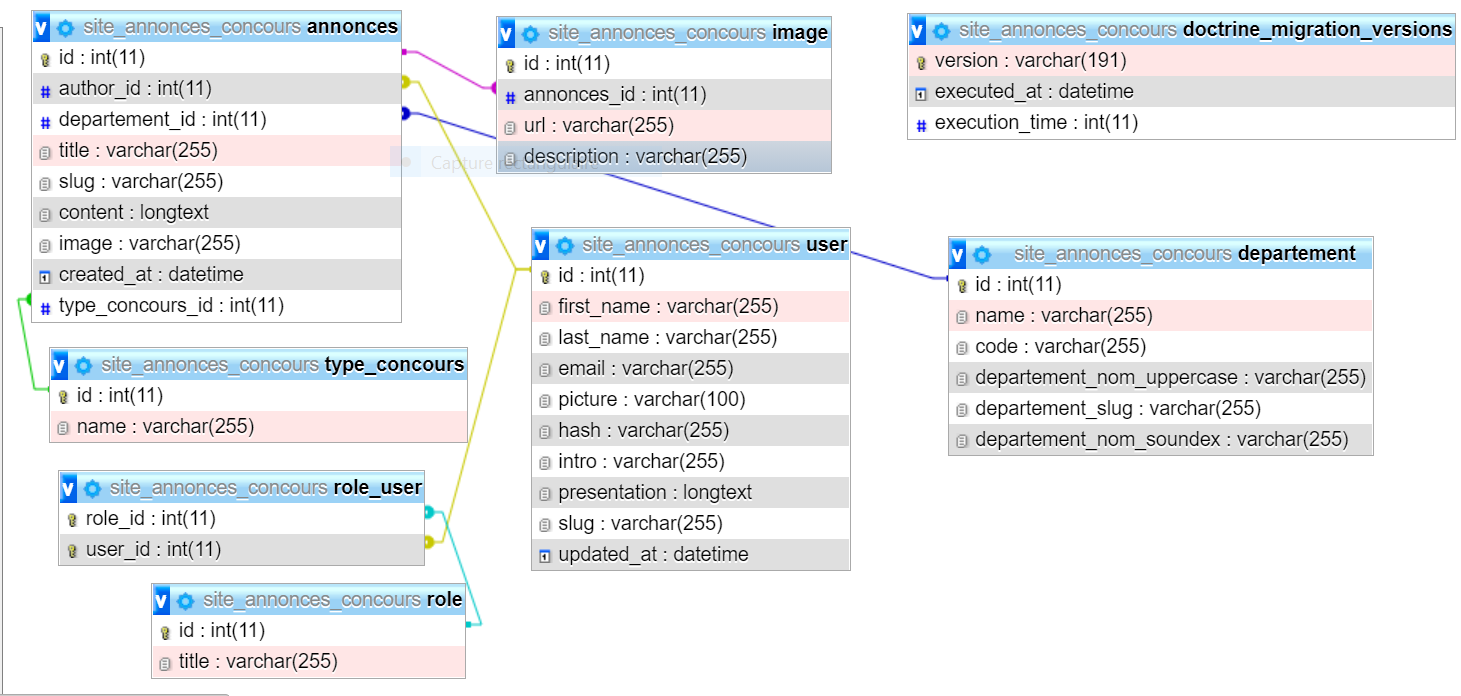 site_annonces_concours annonces
id : int(11)
author_id : int(11)
departement_id : int(11)
title : varchar(255)
slug : varchar(255)
content : longtext
image : varchar(255)
created_at : datetime
type_concours_id : int(11)
site_annonces_concours image
id : int(11)
annonces_id : int(11)
url : varchar(255)
description : varchar(255)
Capture rectangulaire
site_annonces_concours doctrine_migration_versions
version : varchar(191)
executed_at : datetime
execution_time : int(11)
site_annonces_concours user
id : int(11)
first_name : varchar(255)
last_name : varchar(255)
email : varchar(255)
picture : varchar(100)
hash : varchar(255)
intro : varchar(255)
presentation : longtext
slug : varchar(255)
updated_at : datetime
site_annonces_concours departement
id : int(11)
name : varchar(255)
code : varchar(255)
departement_nom_uppercase : varchar(255)
departement_slug : varchar(255)
departement_nom_soundex : varchar(255)
site_annonces_concours type_concours
id : int(11)
name : varchar(255)
site_annonces_concours role_user
role_id : int(11)
user_id : int(11)
site_annonces_concours role
id : int(11)
title : varchar(255)